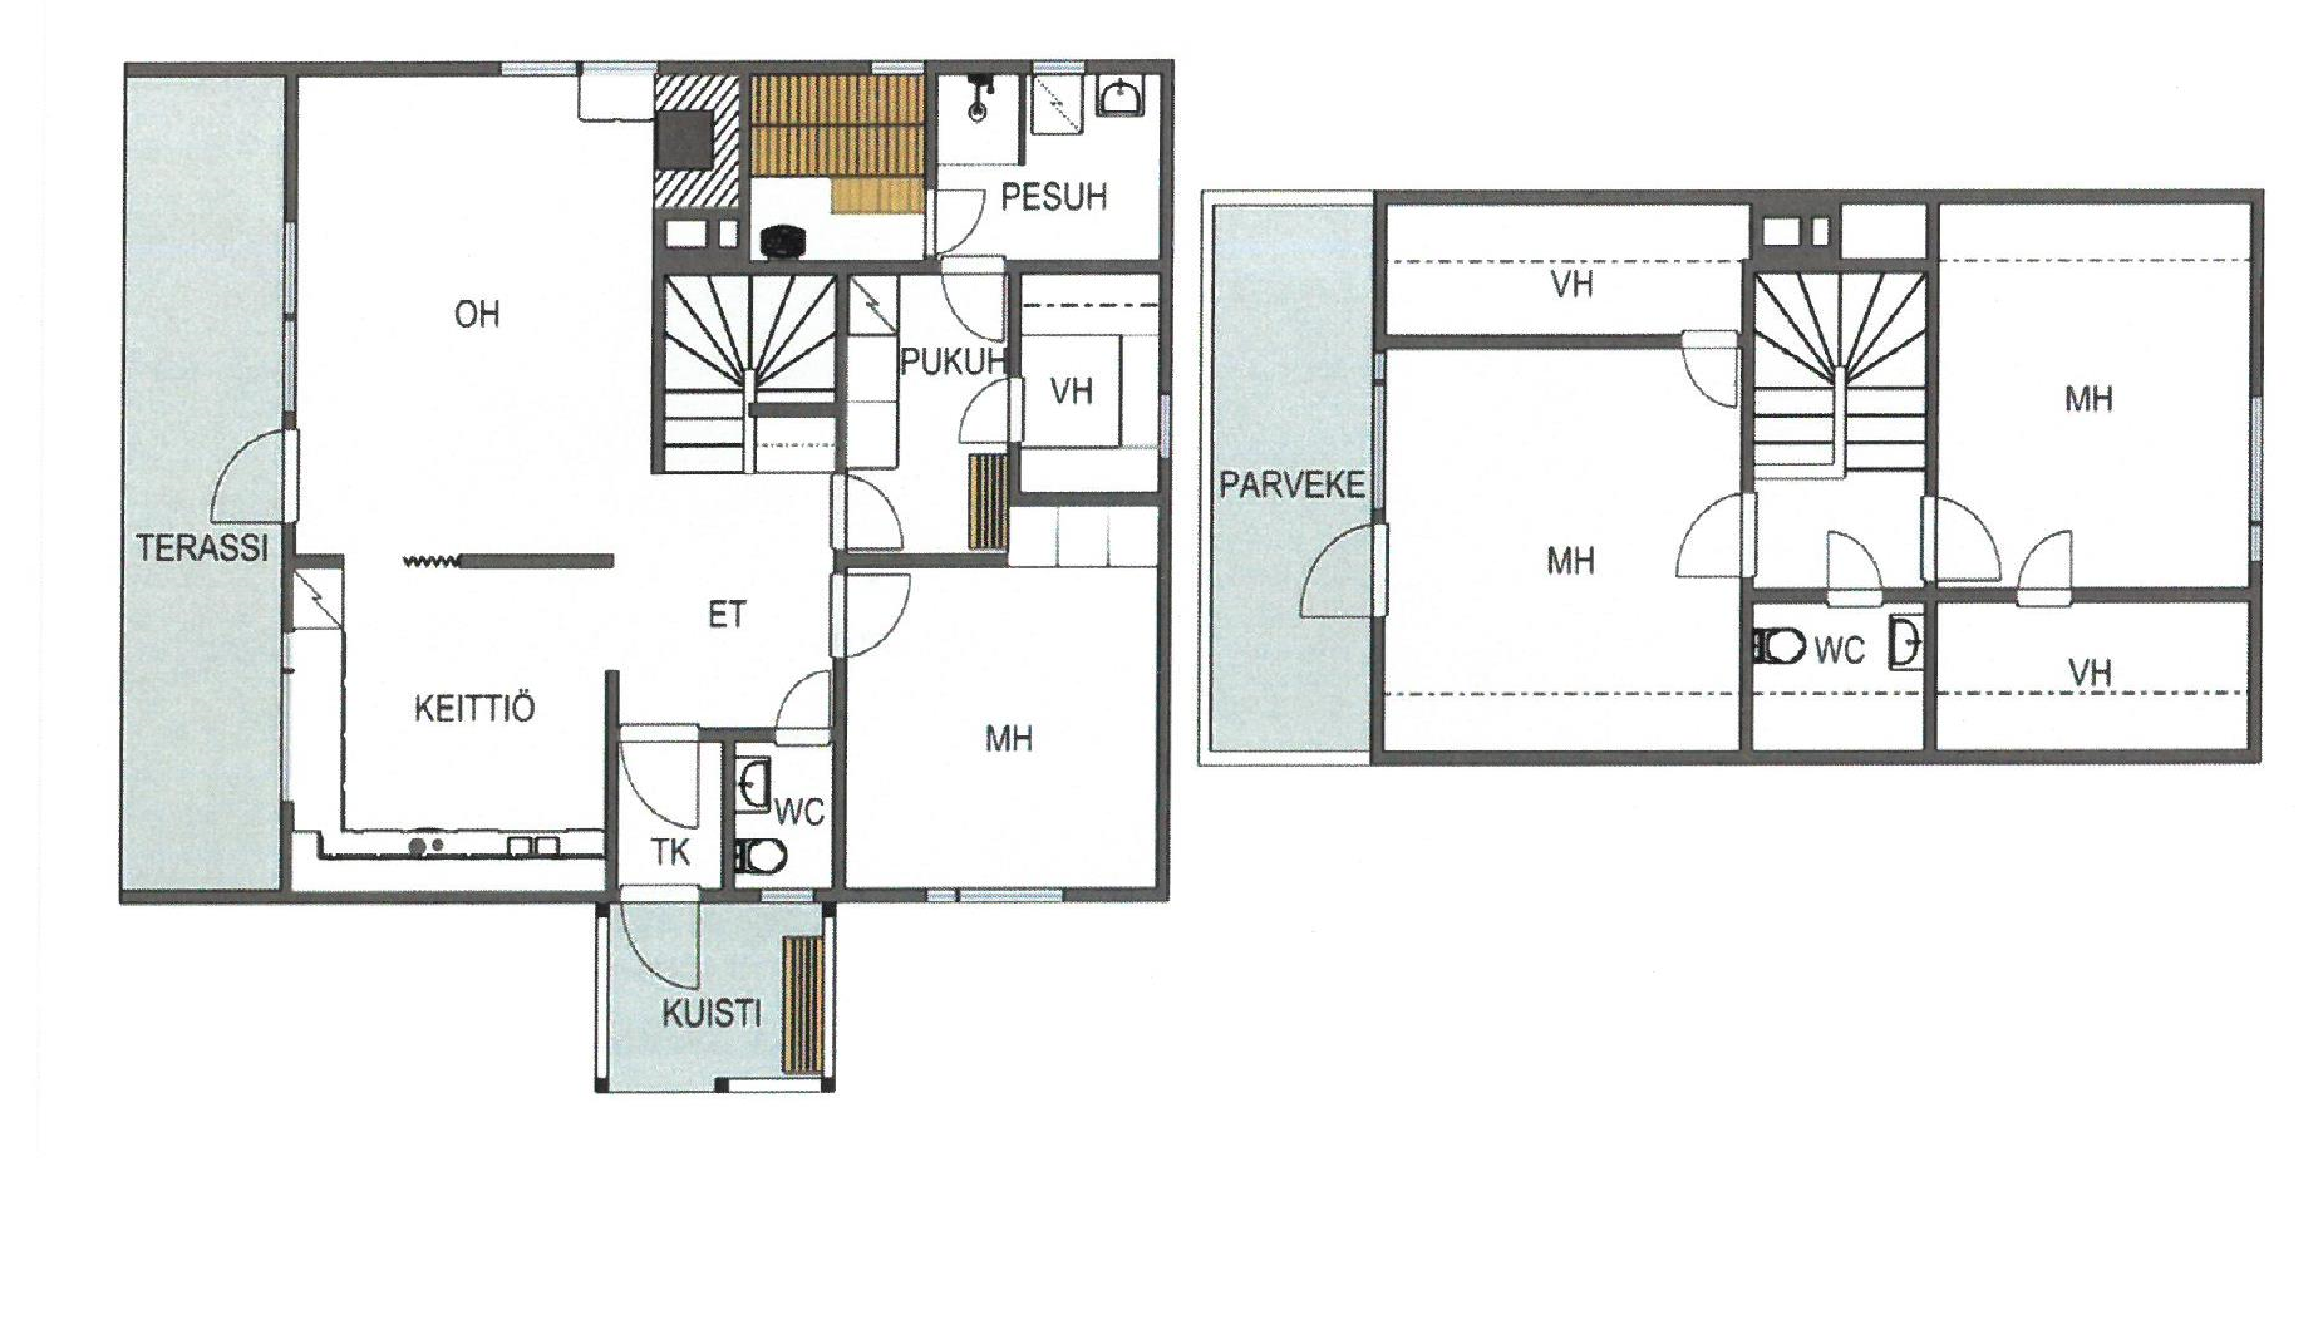 PESUH
OH
PUKUH
VH
TERASSI
ET
KEITTIÖ
MH
WC
TK
KUISTI
VH
MH
PARVEKE
MH
WC
VH